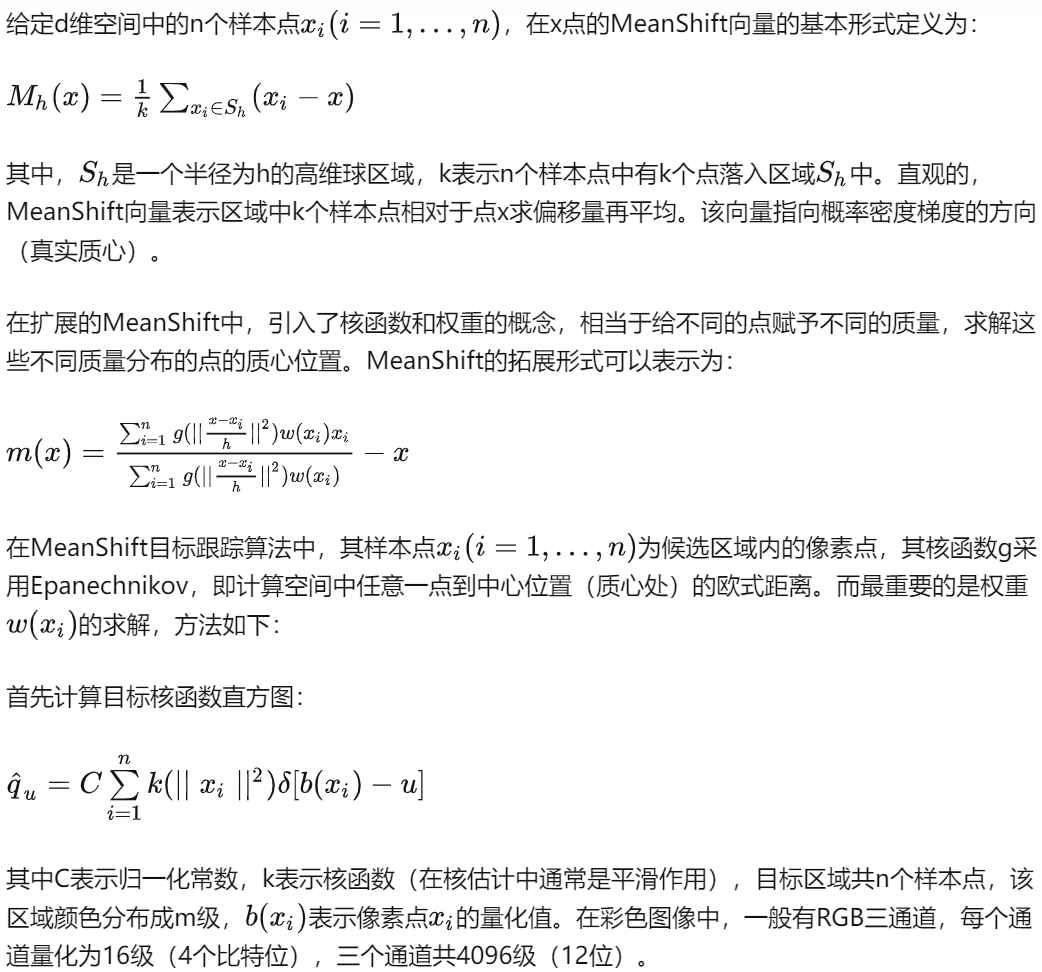 给定d维空间中的n个样本点$x_i(i=1,\ldots,n)$，在x点的MeanShift向量的基本形式定义为：
$M_h(x)=\frac{1}{k}\sum_{x_i\in S_h}(x_i-x)$
其中，$S_h$是一个半径为h的高维球区域，k表示n个样本点中有k个点落入区域$S_h$中。直观的，
MeanShift向量表示区域中k个样本点相对于点x求偏移量再平均。该向量指向概率密度梯度的方向
（真实质心）。
在扩展的MeanShift中，引入了核函数和权重的概念，相当于给不同的点赋予不同的质量，求解这
些不同质量分布的点的质心位置。MeanShift的拓展形式可以表示为：
$m(x)=\frac{\sum_{i=1}^{n}g(||\frac{x-x_i}{h}||^2)w(x_i)x_i}{\sum_{i=1}^{n}g(||\frac{x-x_i}{h}||^2)w(x_i)}-x$
在MeanShift目标跟踪算法中，其样本点$x_i(i=1,\ldots,n)$为候选区域内的像素点，其核函数g采
用Epanechnikov，即计算空间中任意一点到中心位置（质心处）的欧式距离。而最重要的是权重
$w(x_i)$的求解，方法如下：
首先计算目标核函数直方图：
$\hat{q}_u=C\sum_{i=1}^{n}k(||x_i||^2)\delta[b(x_i)-u]$
其中C表示归一化常数，k表示核函数（在核估计中通常是平滑作用），目标区域共n个样本点，该
区域颜色分布成m级，$b(x_i)$表示像素点$x_i$的量化值。在彩色图像中，一般有RGB三通道，每个通
道量化为16级（4个比特位），三个通道共4096级（12位）。